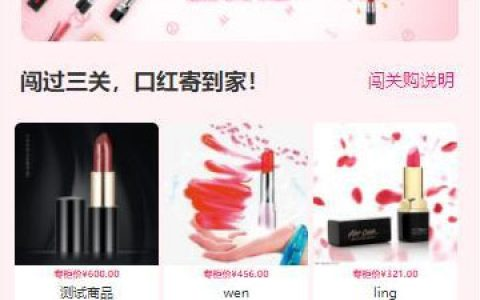 闯过三关，口红寄到家！
闯关购说明
专柜价¥600.00
专柜价¥456.00
专柜价¥321.00
测试商品
wen
ling